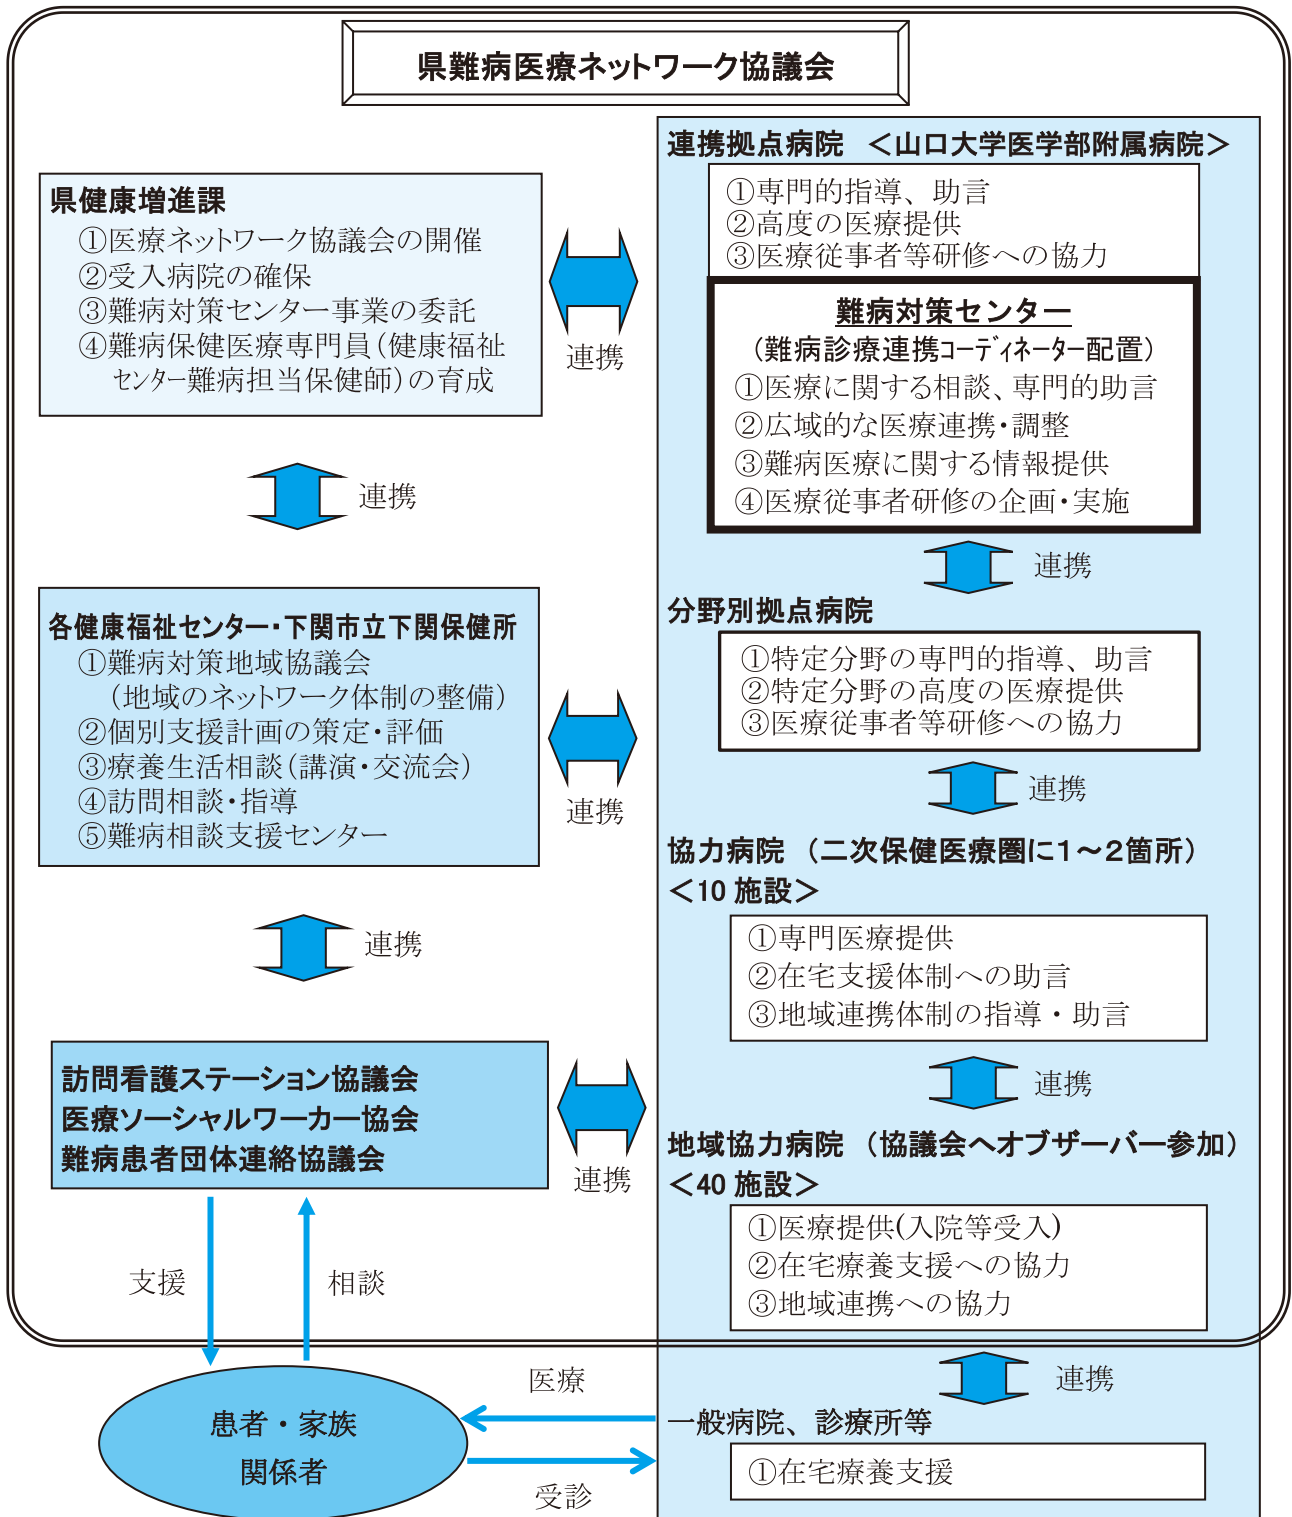 県難病医療ネットワーク協議会
県健康増進課
①医療ネットワーク協議会の開催
②受入病院の確保
③難病対策センター事業の委託
④難病保健医療専門員（健康福祉
センター難病担当保健師）の育成
連携
連携
各健康福祉センター・下関市立下関保健所
①難病対策地域協議会
（地域のネットワーク体制の整備）
②個別支援計画の策定・評価
③療養生活相談（講演・交流会）
④訪問相談・指導
⑤難病相談支援センター
連携
連携
訪問看護ステーション協議会
医療ソーシャルワーカー協会
難病患者団体連絡協議会
連携
支援
相談
患者・家族
関係者
医療
受診
連携拠点病院　＜山口大学医学部附属病院＞
①専門的指導、助言
②高度の医療提供
③医療従事者等研修への協力
難病対策センター
（難病診療連携コーディネーター配置）
①医療に関する相談、専門的助言
②広域的な医療連携・調整
③難病医療に関する情報提供
④医療従事者研修の企画・実施
連携
分野別拠点病院
①特定分野の専門的指導、助言
②特定分野の高度の医療提供
③医療従事者等研修への協力
連携
協力病院　（二次保健医療圏に１～２箇所）
＜10 施設＞
①専門医療提供
②在宅支援体制への助言
③地域連携体制の指導・助言
連携
地域協力病院　（協議会へオブザーバー参加）
＜40 施設＞
①医療提供(入院等受入)
②在宅療養支援への協力
③地域連携への協力
連携
一般病院、診療所等
①在宅療養支援